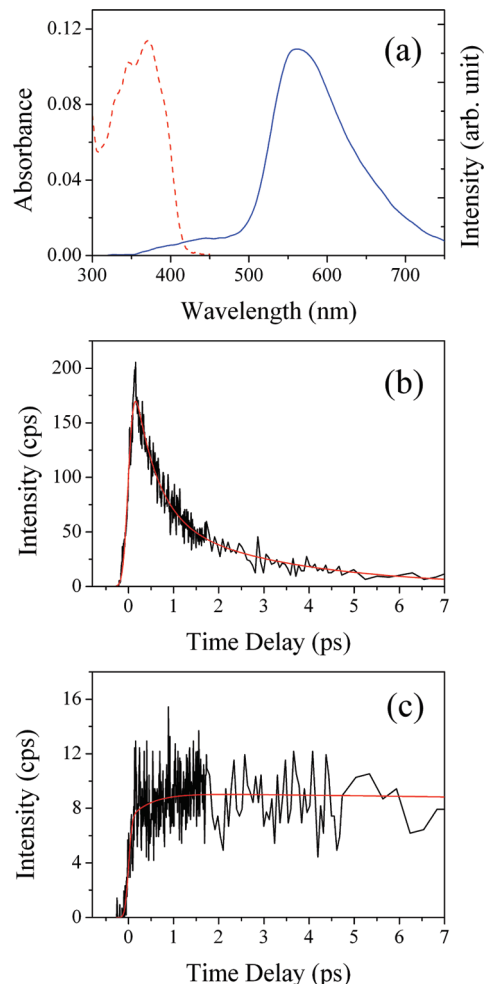 (a)
0.12
0.08
0.04
0.00
Absorbance
Intensity (arb. unit)
300 400 500 600 700
Wavelength (nm)
(b)
200
150
100
50
0
Intensity (cps)
0 1 2 3 4 5 6 7
Time Delay (ps)
(c)
16
12
8
4
0
Intensity (cps)
0 1 2 3 4 5 6 7
Time Delay (ps)